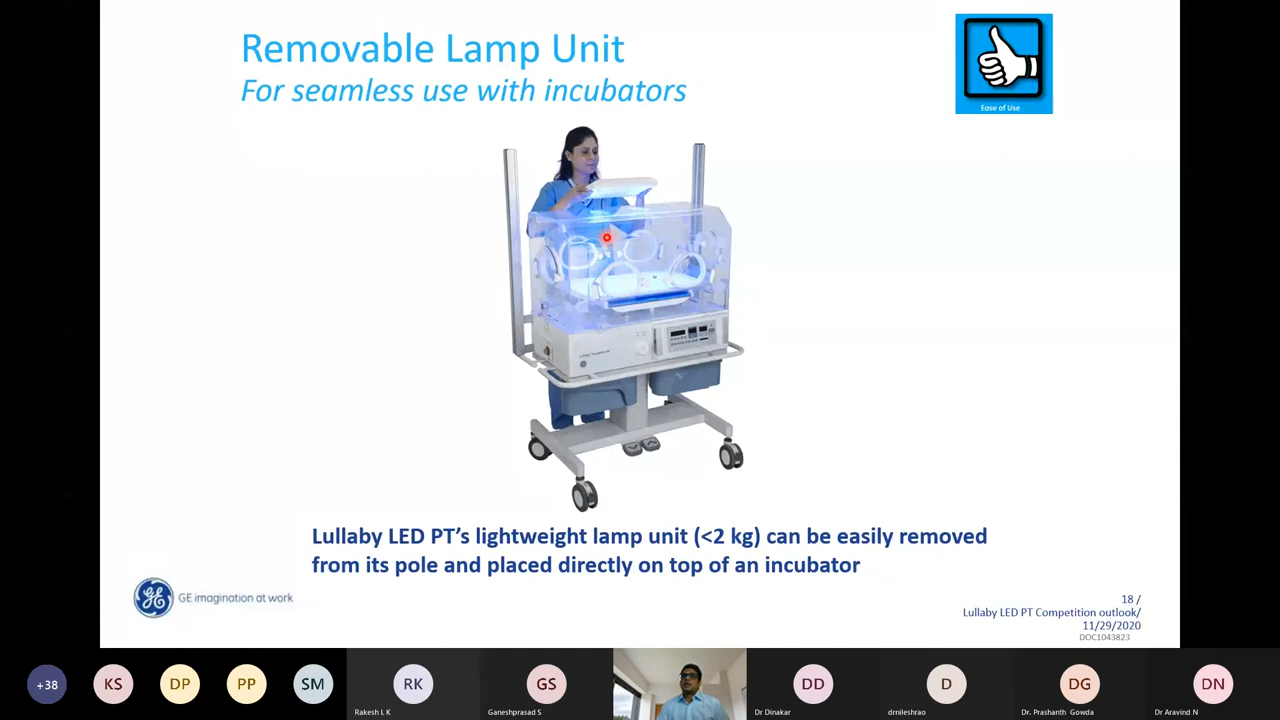 Removable Lamp Unit
For seamless use with incubators
Ease of Use
Lullaby LED PT’s lightweight lamp unit (<2 kg) can be easily removed
from its pole and placed directly on top of an incubator
GE imagination at work
18 /
Lullaby LED PT Competition outlook/
11/29/2020
DOC1043823
+38
KS
DP
PP
SM
RK
GS
DD
D
DG
DN
Rakesh L K
Ganeshprasad S
Dr Dinakar
drnileshrao
Dr. Prashanth Gowda
Dr Aravind N